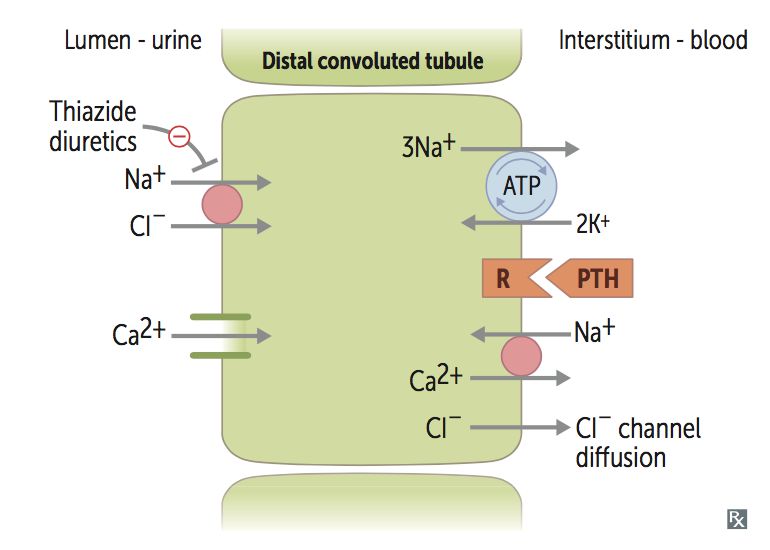 Lumen - urine
Distal convoluted tubule
Interstitium - blood
Thiazide
diuretics
Na+
Cl−
Ca2+
3Na+
ATP
2K+
R
PTH
Na+
Ca2+
Cl−
Cl− channel
diffusion
Rx